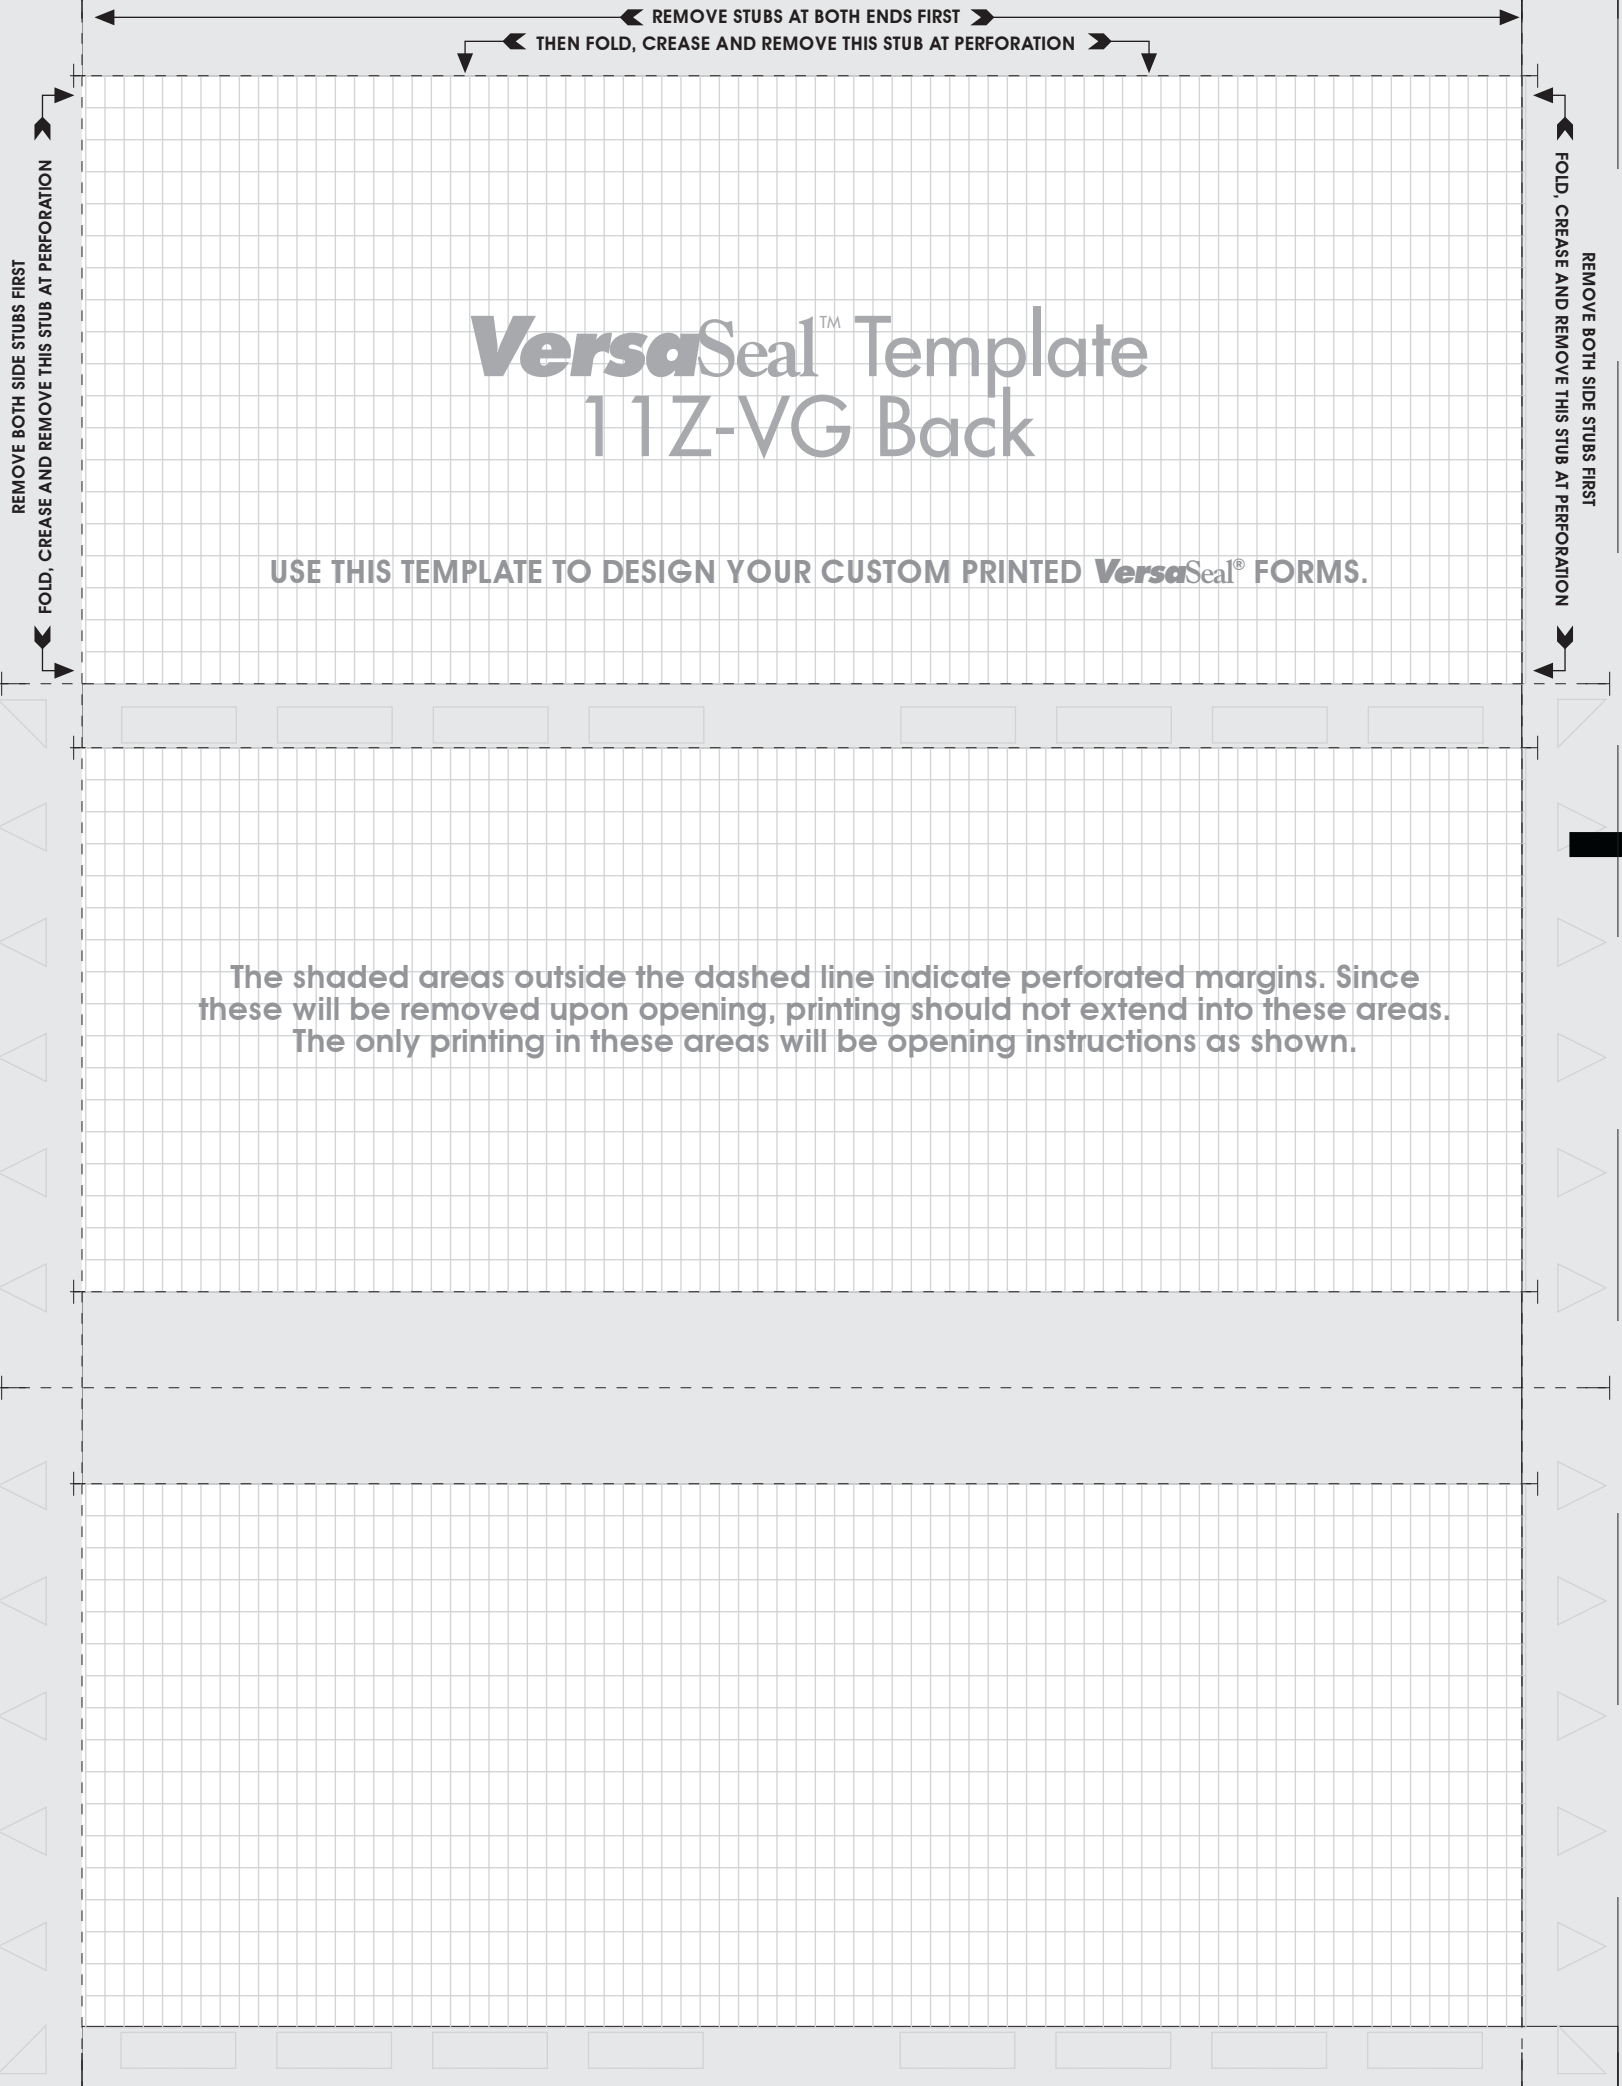 REMOVE STUBS AT BOTH ENDS FIRST
THEN FOLD, CREASE AND REMOVE THIS STUB AT PERFORATION
REMOVE BOTH SIDE STUBS FIRST
FOLD, CREASE AND REMOVE THIS STUB AT PERFORATION
REMOVE BOTH SIDE STUBS FIRST
FOLD, CREASE AND REMOVE THIS STUB AT PERFORATION
VersaSeal™ Template
11Z-VG Back
USE THIS TEMPLATE TO DESIGN YOUR CUSTOM PRINTED VersaSeal® FORMS.
The shaded areas outside the dashed line indicate perforated margins. Since
these will be removed upon opening, printing should not extend into these areas.
The only printing in these areas will be opening instructions as shown.